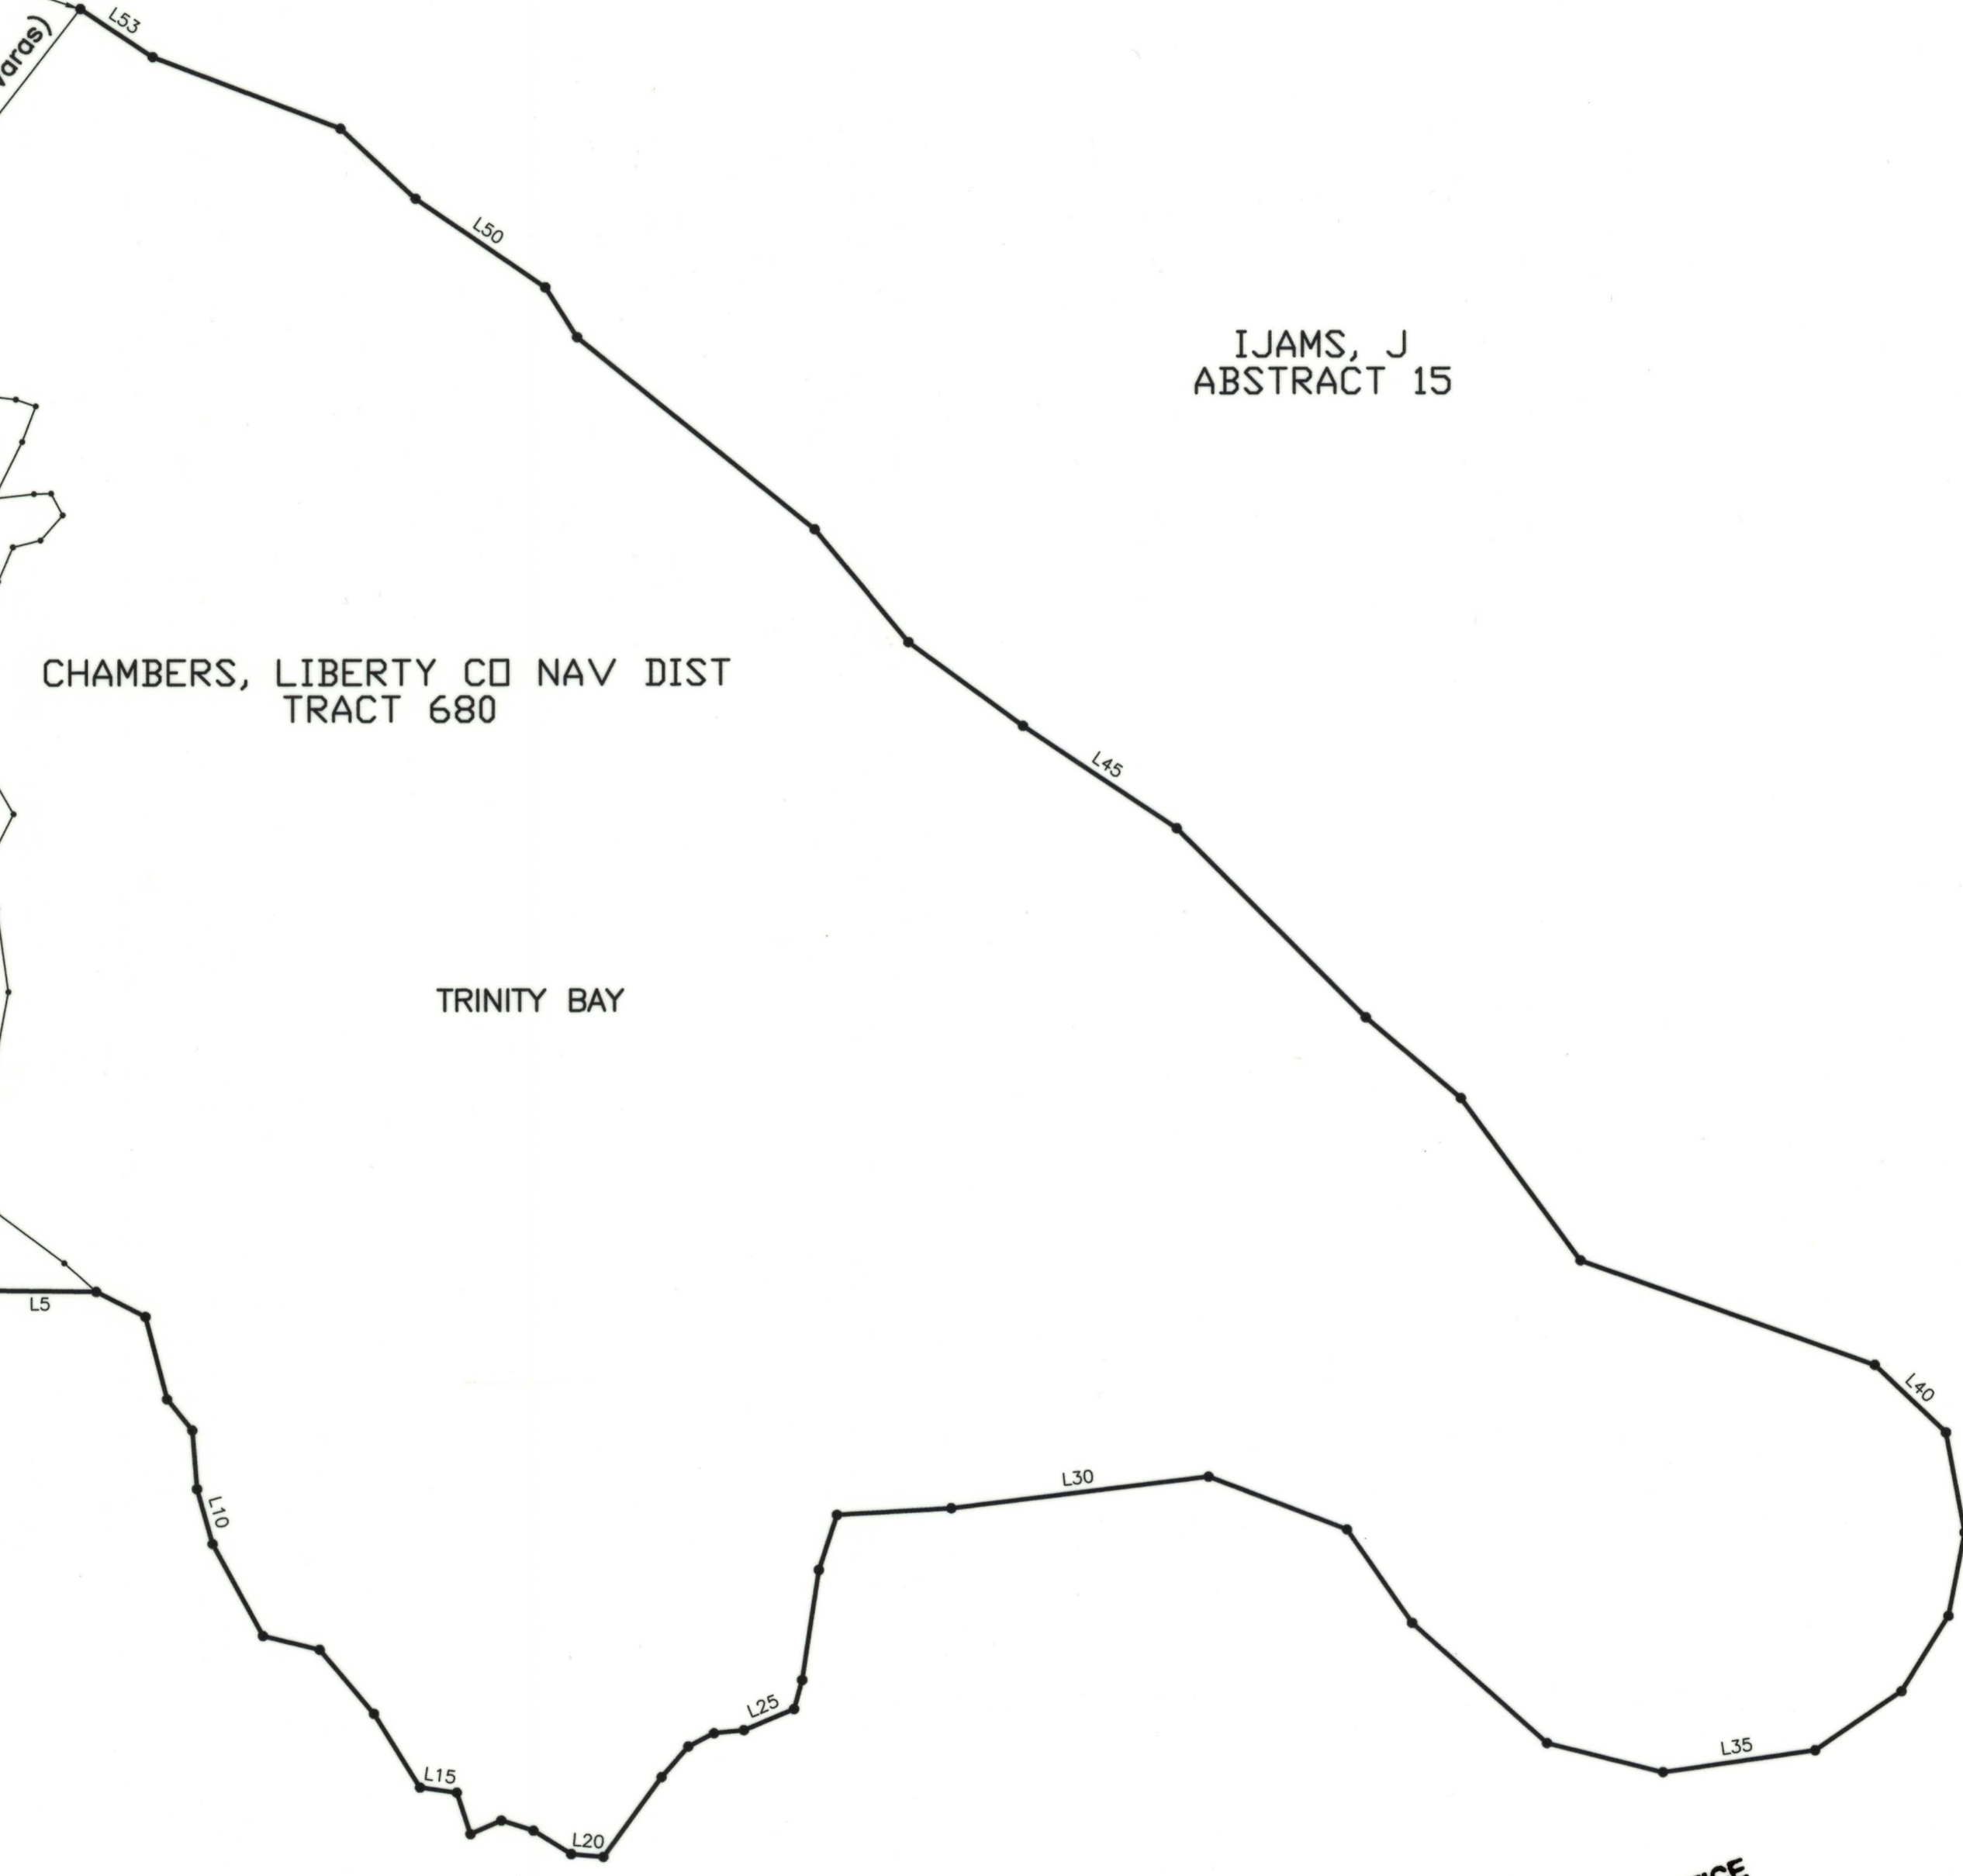 varas)
L53
L50
IJAMS, J
ABSTRACT 15
CHAMBERS, LIBERTY CO NAV DIST
TRACT 680
L45
TRINITY BAY
L5
L40
L30
L10
L25
L35
L15
L20